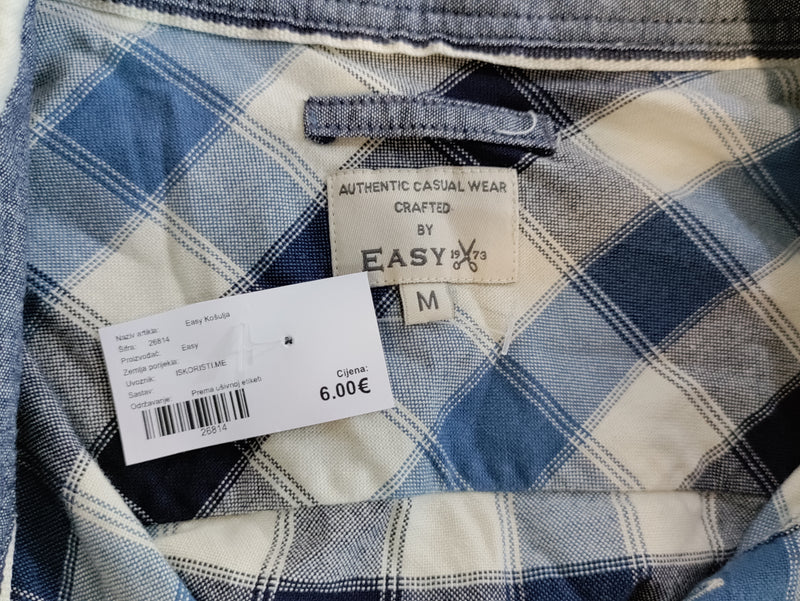 AUTHENTIC CASUAL WEAR
CRAFTED
BY
EASY 19 73
M
Naziv artikla: Easy Košulja
Šifra: 26814
Proizvođač: Easy
Zemlja porijekla:
Uvoznik: ISKORISTI.ME
Sastav:
Održavanje: Prema ušivnoj etiketi
Cijena:
6.00€
26814